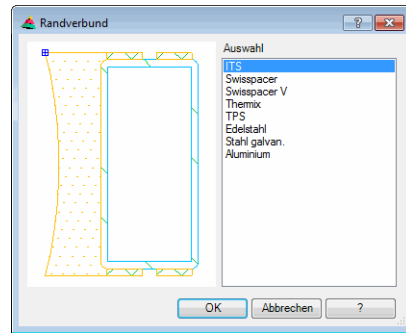 Randverbund
?
Auswahl
ITS
Swisspacer
Swisspacer V
Thermix
TPS
Edelstahl
Stahl galvan.
Aluminium
OK
Abbrechen
?